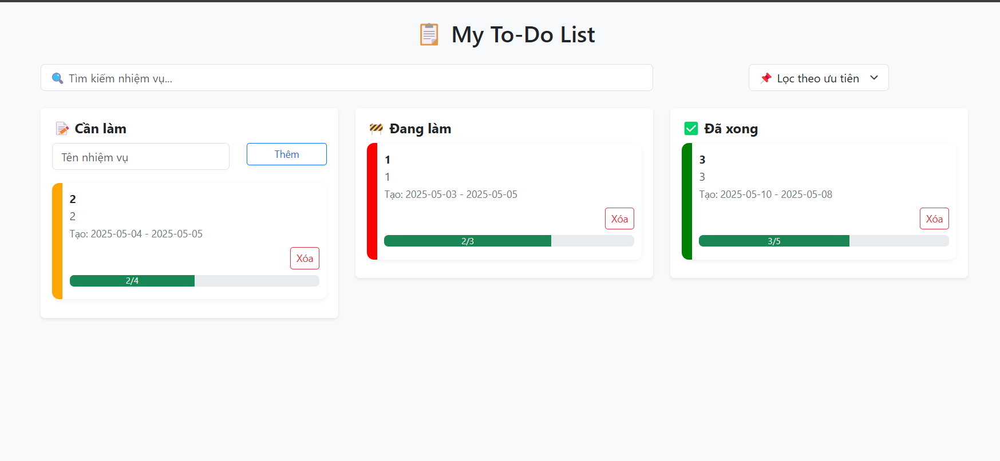 My To-Do List
Tìm kiếm nhiệm vụ...
Lọc theo ưu tiên
Cần làm
Tên nhiệm vụ
Thêm
2
2
Tạo: 2025-05-04 - 2025-05-05
Xóa
2/4
Đang làm
1
1
Tạo: 2025-05-03 - 2025-05-05
Xóa
2/3
Đã xong
3
3
Tạo: 2025-05-10 - 2025-05-08
Xóa
3/5